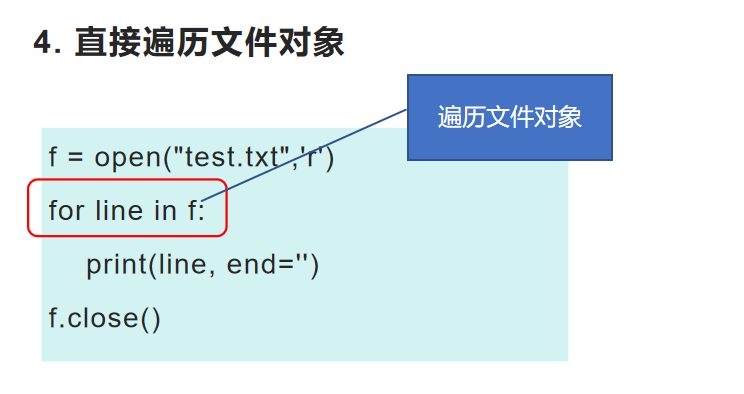 4. 直接遍历文件对象
遍历文件对象
f = open("test.txt",'r')
for line in f:
    print(line, end='')
f.close()